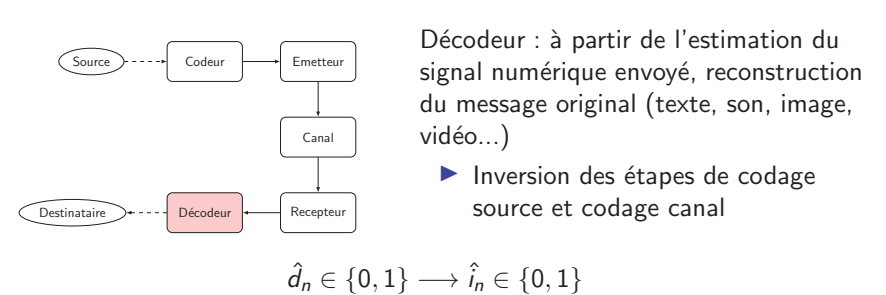 Source
Codeur
Emetteur
Canal
Recepteur
Décodeur
Destinataire
Décodeur : à partir de l'estimation du
signal numérique envoyé, reconstruction
du message original (texte, son, image,
vidéo...)
▶ Inversion des étapes de codage
source et codage canal
d̂ₙ ∈ {0, 1} ⟶ îₙ ∈ {0, 1}